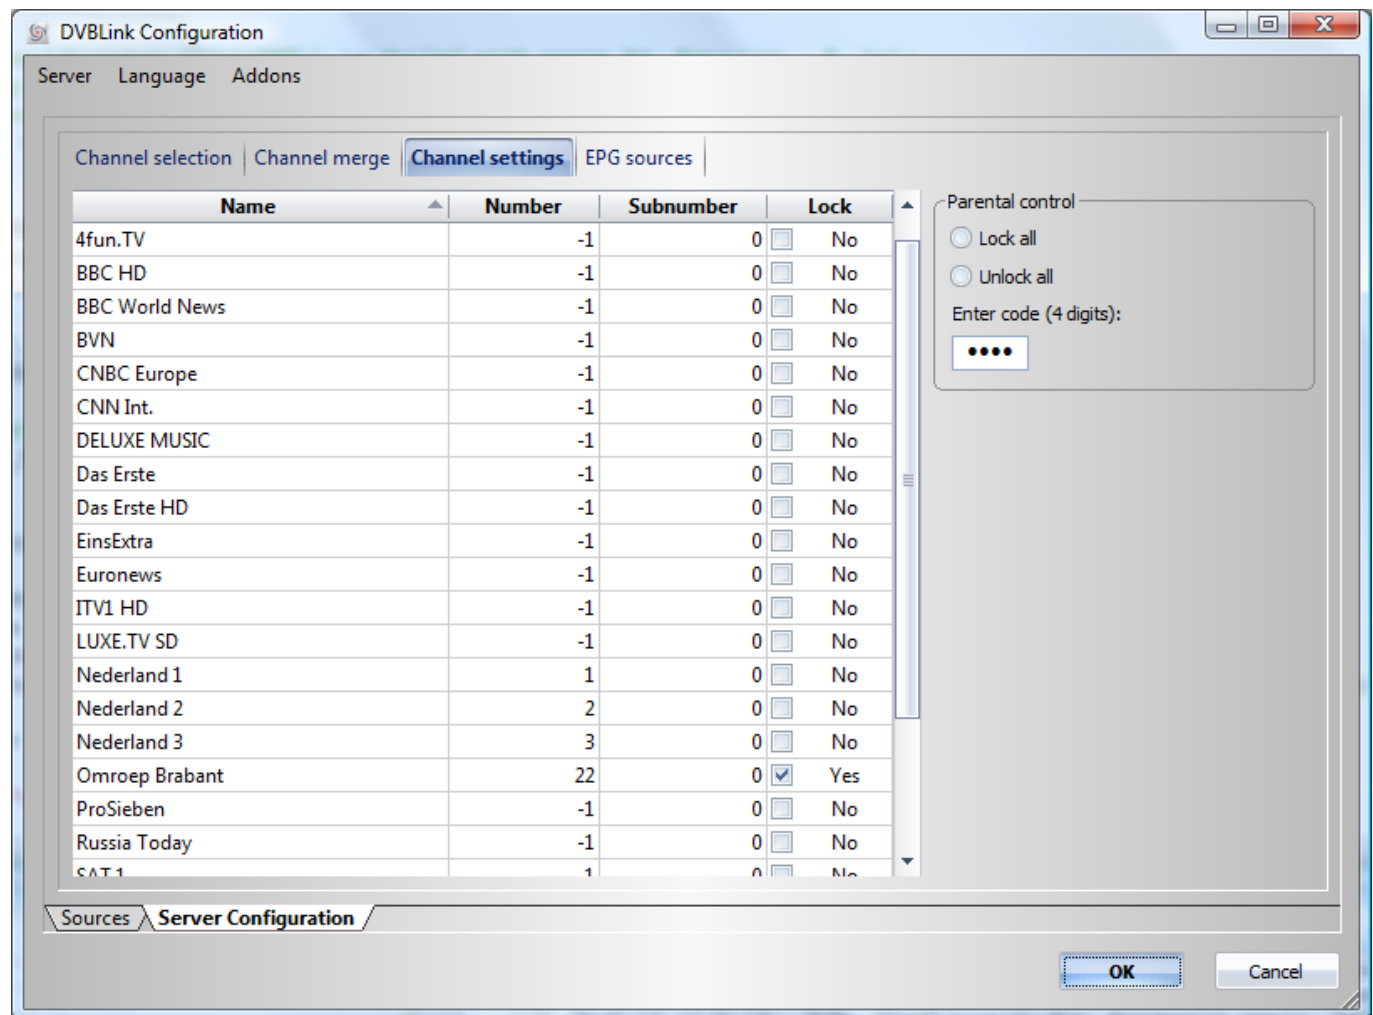 DVBLink Configuration
Server Language Addons
Channel selection Channel merge Channel settings EPG sources
Name Number Subnumber Lock
4fun.TV -1 0 No
BBC HD -1 0 No
BBC World News -1 0 No
BVN -1 0 No
CNBC Europe -1 0 No
CNN Int. -1 0 No
DELUXE MUSIC -1 0 No
Das Erste -1 0 No
Das Erste HD -1 0 No
EinsExtra -1 0 No
Euronews -1 0 No
ITV1 HD -1 0 No
LUXE.TV SD -1 0 No
Nederland 1 1 0 No
Nederland 2 2 0 No
Nederland 3 3 0 No
Omroep Brabant 22 0 Yes
ProSieben -1 0 No
Russia Today -1 0 No
SAT.1 0 No
Parental control
Lock all
Unlock all
Enter code (4 digits):
••••
Sources Server Configuration
OK Cancel